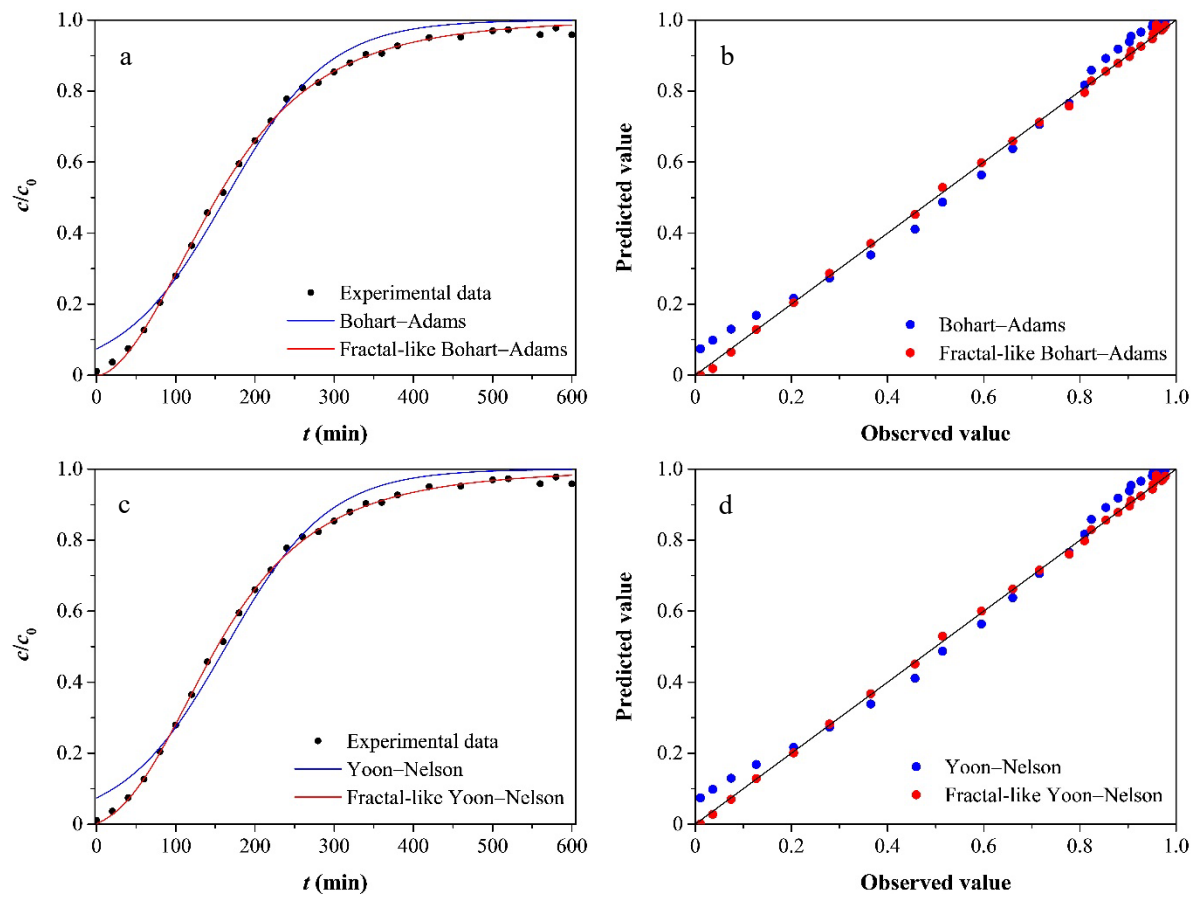 1.0
0.8
0.6
0.4
0.2
0
c/c₀
a
Experimental data
Bohart–Adams
Fractal-like Bohart–Adams
0 100 200 300 400 500 600
t (min)
1.0
0.8
0.6
0.4
0.2
0
Predicted value
b
Bohart–Adams
Fractal-like Bohart–Adams
0 0.2 0.4 0.6 0.8 1.0
Observed value
1.0
0.8
0.6
0.4
0.2
0
c/c₀
c
Experimental data
Yoon–Nelson
Fractal-like Yoon–Nelson
0 100 200 300 400 500 600
t (min)
1.0
0.8
0.6
0.4
0.2
0
Predicted value
d
Yoon–Nelson
Fractal-like Yoon–Nelson
0 0.2 0.4 0.6 0.8 1.0
Observed value